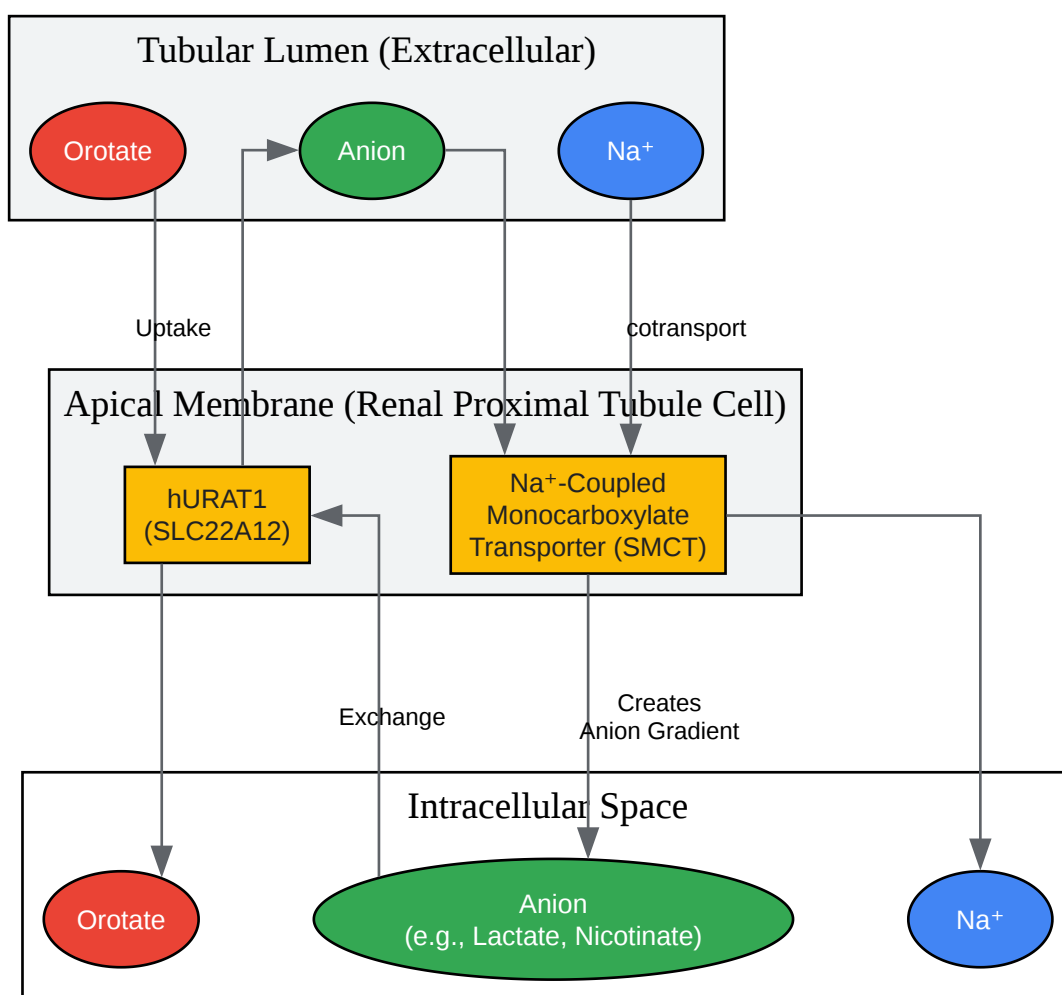 Tubular Lumen (Extracellular)
Orotate
Anion
Na⁺
Uptake
cotransport
Apical Membrane (Renal Proximal Tubule Cell)
hURAT1
(SLC22A12)
Na⁺-Coupled
Monocarboxylate
Transporter (SMCT)
Exchange
Creates
Anion Gradient
Intracellular Space
Orotate
Anion
(e.g., Lactate, Nicotinate)
Na⁺